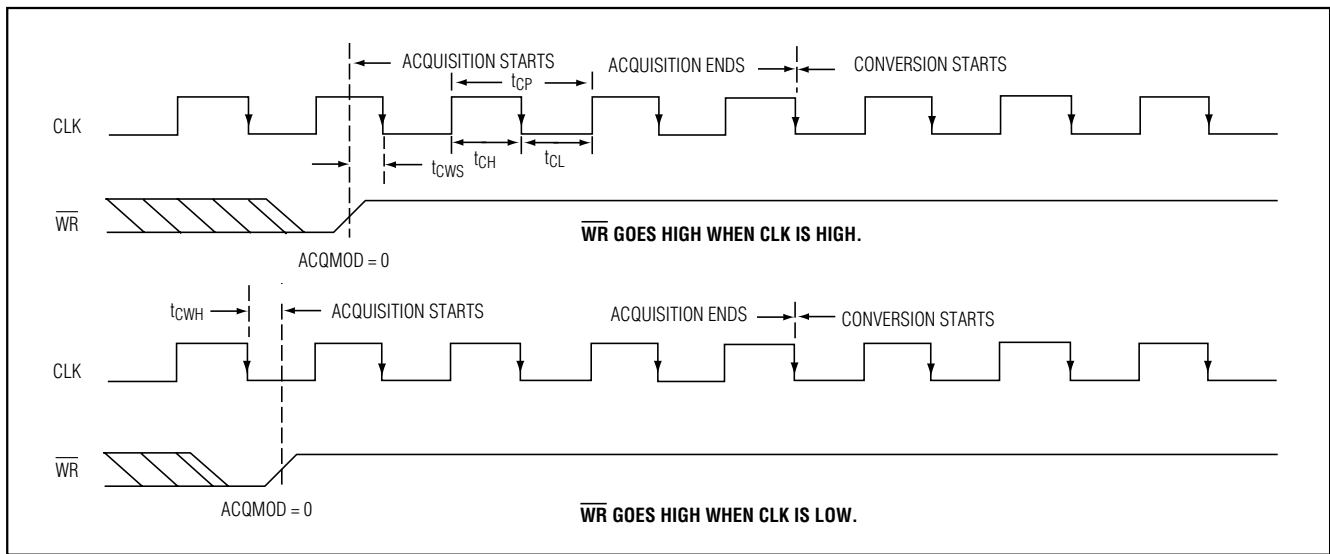 ACQUISITION STARTS
ACQUISITION ENDS
CONVERSION STARTS
tCP
CLK
tCWS
tCH
tCL
WR
WR GOES HIGH WHEN CLK IS HIGH.
ACQMOD = 0
tCWH
ACQUISITION STARTS
ACQUISITION ENDS
CONVERSION STARTS
CLK
WR
ACQMOD = 0
WR GOES HIGH WHEN CLK IS LOW.